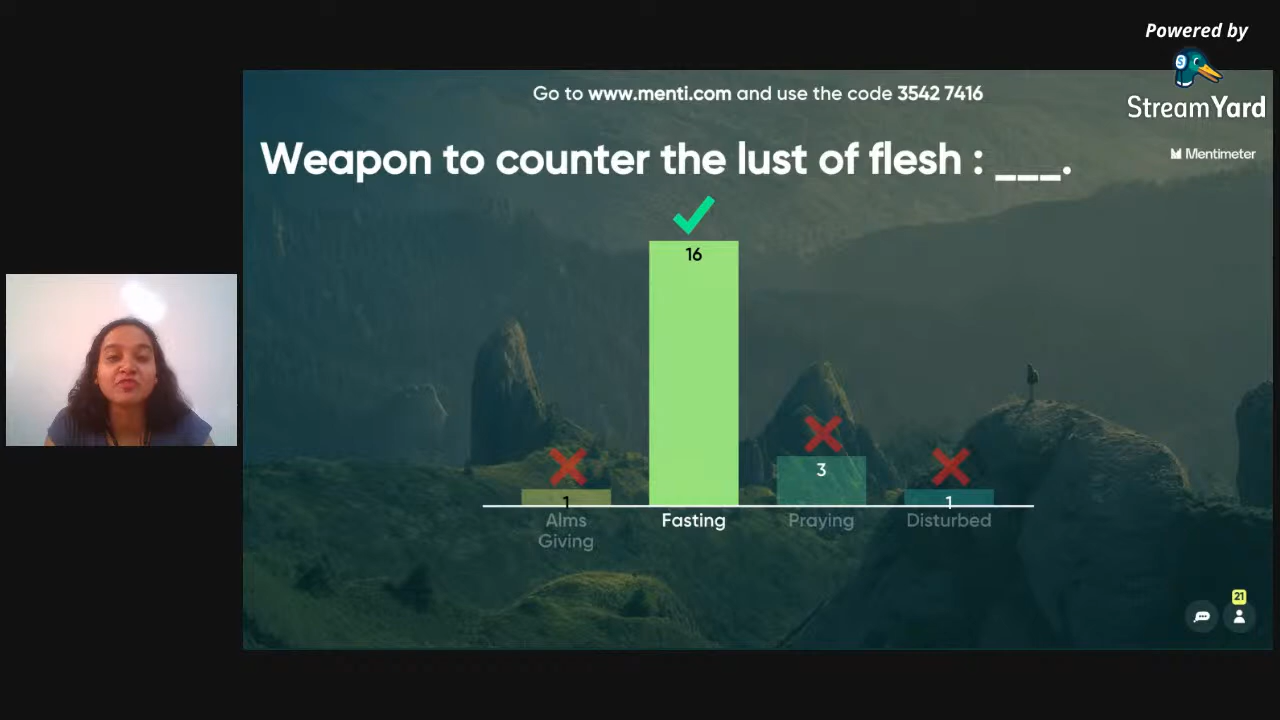 Powered by
StreamYard
Go to www.menti.com and use the code 3542 7416
Weapon to counter the lust of flesh : ___.
Mentimeter
16
3
1
1
Alms
Giving
Fasting
Praying
Disturbed
21